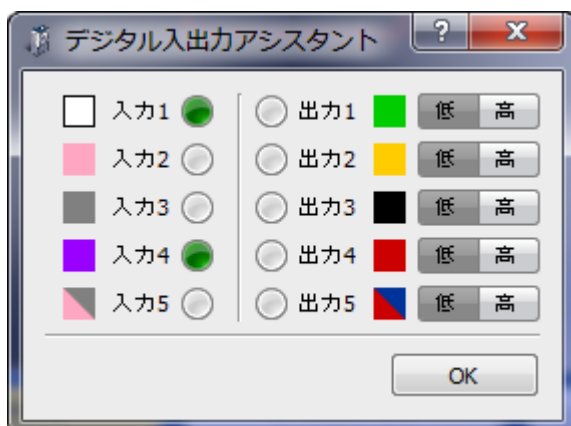 デジタル入出力アシスタント ? X
入力1 出力1 低 高
入力2 出力2 低 高
入力3 出力3 低 高
入力4 出力4 低 高
入力5 出力5 低 高
OK